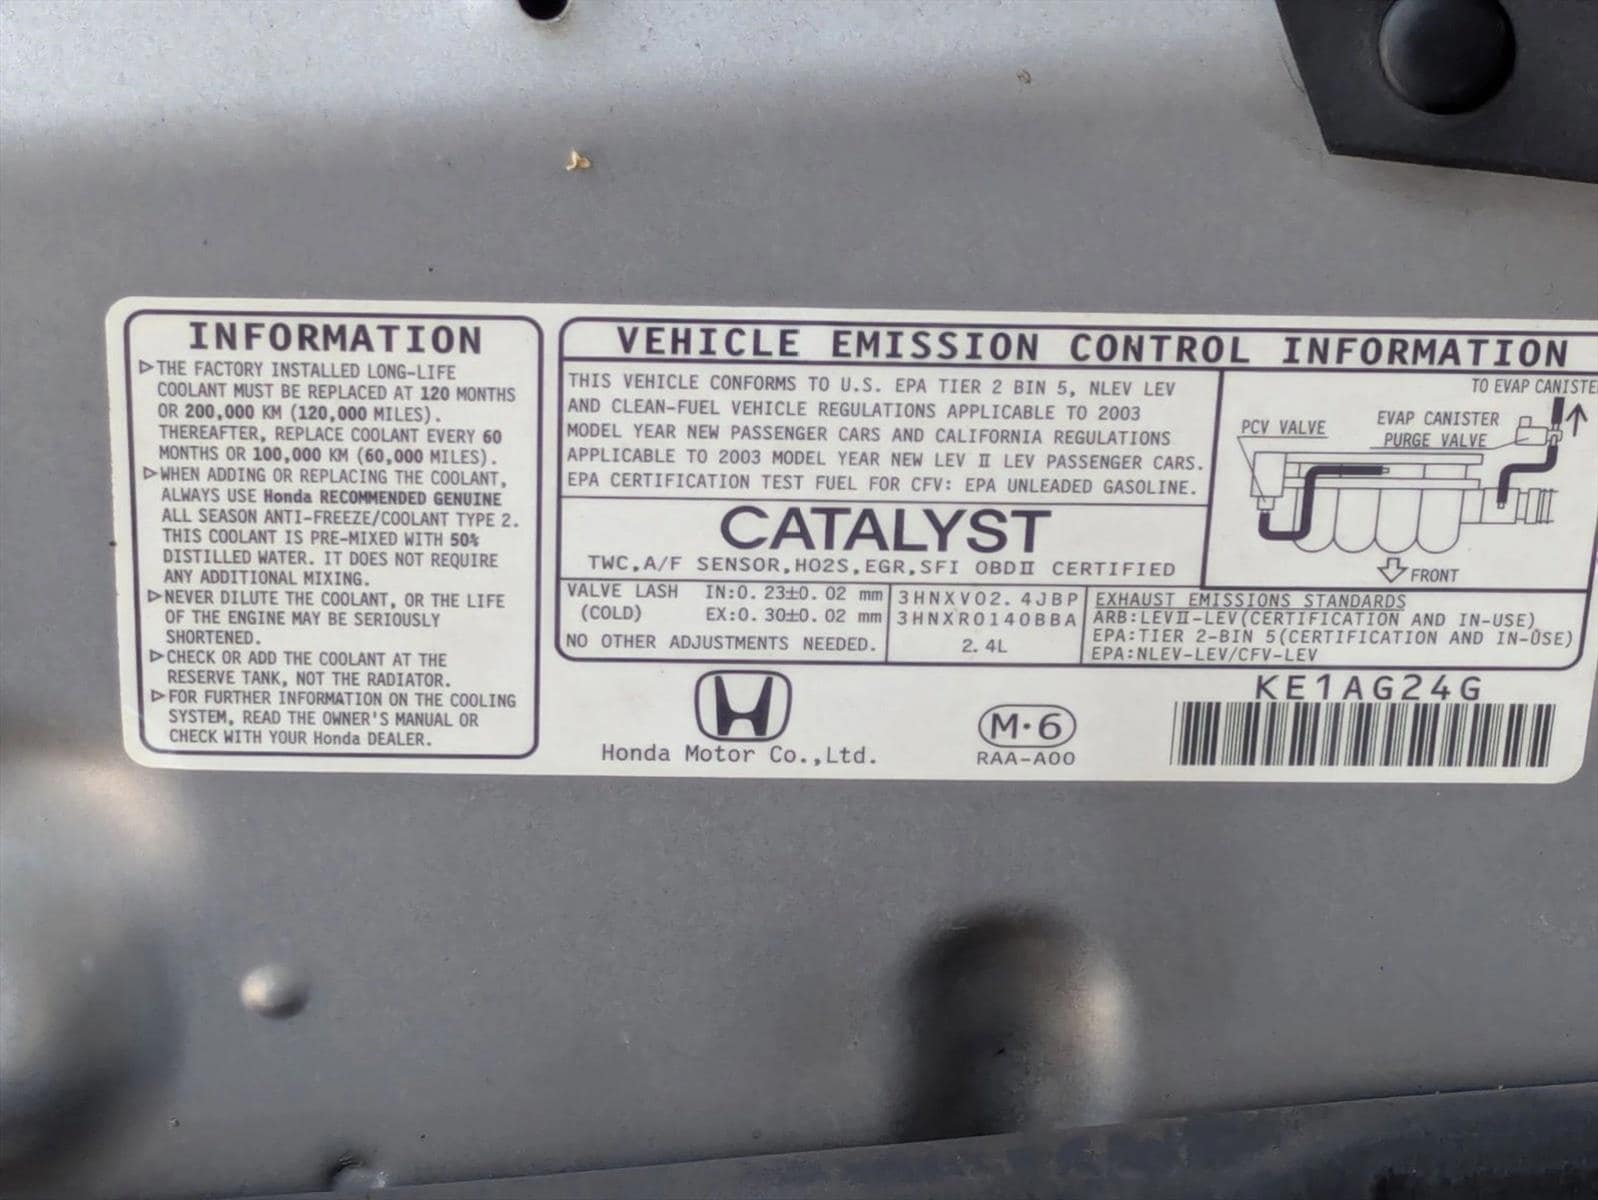 INFORMATION
▷THE FACTORY INSTALLED LONG-LIFE
COOLANT MUST BE REPLACED AT 120 MONTHS
OR 200,000 KM (120,000 MILES).
THEREAFTER, REPLACE COOLANT EVERY 60
MONTHS OR 100,000 KM (60,000 MILES).
▷WHEN ADDING OR REPLACING THE COOLANT,
ALWAYS USE Honda RECOMMENDED GENUINE
ALL SEASON ANTI-FREEZE/COOLANT TYPE 2.
THIS COOLANT IS PRE-MIXED WITH 50%
DISTILLED WATER. IT DOES NOT REQUIRE
ANY ADDITIONAL MIXING.
▷NEVER DILUTE THE COOLANT, OR THE LIFE
OF THE ENGINE MAY BE SERIOUSLY
SHORTENED.
▷CHECK OR ADD THE COOLANT AT THE
RESERVE TANK, NOT THE RADIATOR.
▷FOR FURTHER INFORMATION ON THE COOLING
SYSTEM, READ THE OWNER'S MANUAL OR
CHECK WITH YOUR Honda DEALER.
VEHICLE EMISSION CONTROL INFORMATION
THIS VEHICLE CONFORMS TO U.S. EPA TIER 2 BIN 5, NLEV LEV
AND CLEAN-FUEL VEHICLE REGULATIONS APPLICABLE TO 2003
MODEL YEAR NEW PASSENGER CARS AND CALIFORNIA REGULATIONS
APPLICABLE TO 2003 MODEL YEAR NEW LEV II LEV PASSENGER CARS.
EPA CERTIFICATION TEST FUEL FOR CFV: EPA UNLEADED GASOLINE.
CATALYST
TWC,A/F SENSOR,HO2S,EGR,SFI OBDII CERTIFIED
VALVE LASH IN:0.23±0.02 mm
(COLD) EX:0.30±0.02 mm
NO OTHER ADJUSTMENTS NEEDED.
3HNXV02.4JBP
3HNXR0140BBA
2.4L
EXHAUST EMISSIONS STANDARDS
ARB:LEVII-LEV(CERTIFICATION AND IN-USE)
EPA:TIER 2-BIN 5(CERTIFICATION AND IN-USE)
EPA:NLEV-LEV/CFV-LEV
TO EVAP CANISTE
PCV VALVE
EVAP CANISTER
PURGE VALVE
FRONT
Honda Motor Co.,Ltd.
M·6
RAA-A00
KE1AG24G